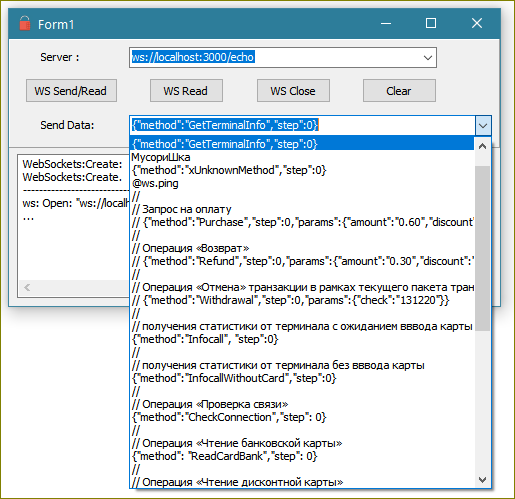 Form1
Server :
ws://localhost:3000/echo
WS Send/Read
WS Read
WS Close
Clear
Send Data:
{"method":"GetTerminalInfo","step":0}
{"method":"GetTerminalInfo","step":0}
МусориШка
{"method":"xUnknownMethod","step":0}
@ws.ping
//
// Запрос на оплату
// {"method":"Purchase","step":0,"params":{"amount":"0.60","discount"
//
// Операция «Возврат»
// {"method":"Refund","step":0,"params":{"amount":"0.30","discount":"
//
// Операция «Отмена» транзакции в рамках текущего пакета тран
// {"method":"Withdrawal","step":0,"params":{"check":"131220"}}
//
// получения статистики от терминала с ожиданием вввода карты
{"method":"Infocall", "step":0}
//
// получения статистики от терминала без вввода карты
{"method":"InfocallWithoutCard","step":0}
//
// Операция «Проверка связи»
{"method":"CheckConnection","step": 0}
//
// Операция «Чтение банковской карты»
{"method": "ReadCardBank","step": 0}
//
// Операция «Чтение дисконтной карты»
WebSockets:Create:
WebSockets:Create.
----------------------
ws: Open: "ws://localh
...